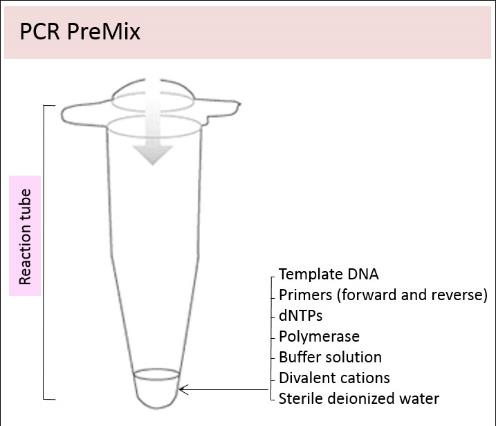 PCR PreMix
Reaction tube
Template DNA
Primers (forward and reverse)
dNTPs
Polymerase
Buffer solution
Divalent cations
Sterile deionized water